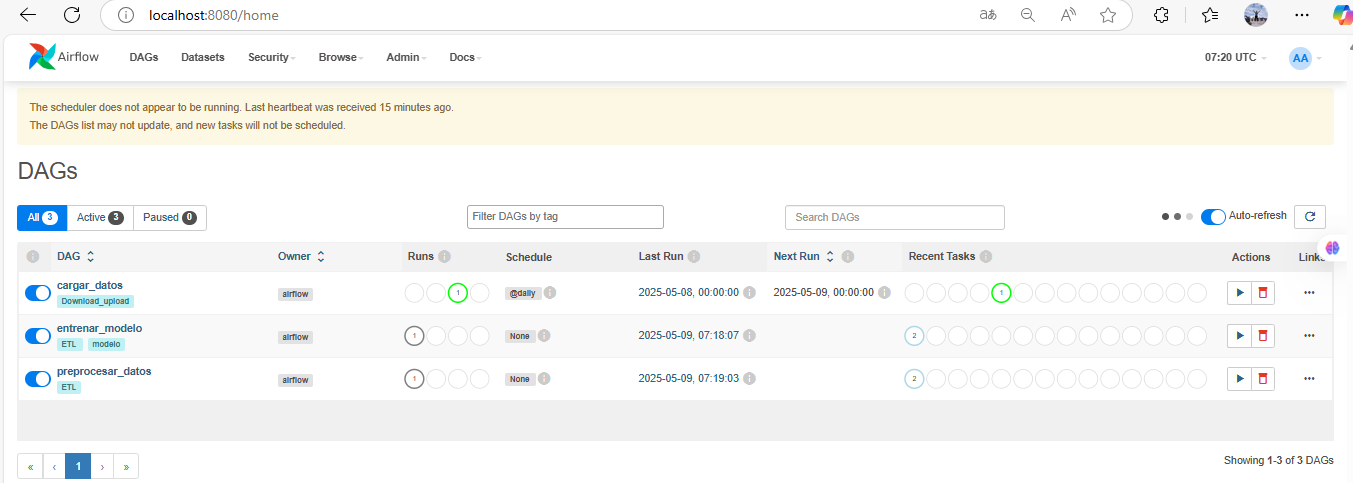 localhost:8080/home
Airflow DAGs Datasets Security Browse Admin Docs 07:20 UTC AA
The scheduler does not appear to be running. Last heartbeat was received 15 minutes ago.
The DAGs list may not update, and new tasks will not be scheduled.
DAGs
All 3 Active 3 Paused 0 Filter DAGs by tag Search DAGs Auto-refresh
DAG Owner Runs Schedule Last Run Next Run Recent Tasks Actions Links
cargar_datos airflow 1 @daily 2025-05-08, 00:00:00 2025-05-09, 00:00:00 1
Download_upload
entrenar_modelo airflow 1 None 2025-05-09, 07:18:07 2
ETL modelo
preprocesar_datos airflow 1 None 2025-05-09, 07:19:03 2
ETL
« ‹ 1 › » Showing 1-3 of 3 DAGs